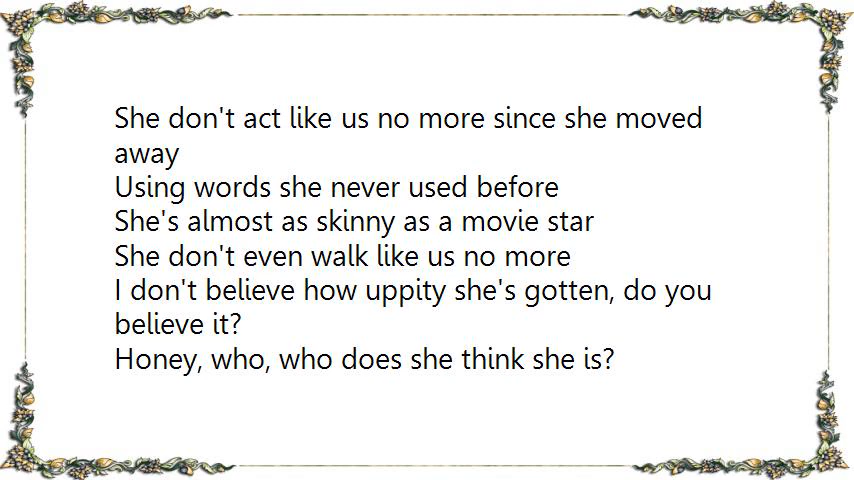 She don't act like us no more since she moved
away
Using words she never used before
She's almost as skinny as a movie star
She don't even walk like us no more
I don't believe how uppity she's gotten, do you
believe it?
Honey, who, who does she think she is?